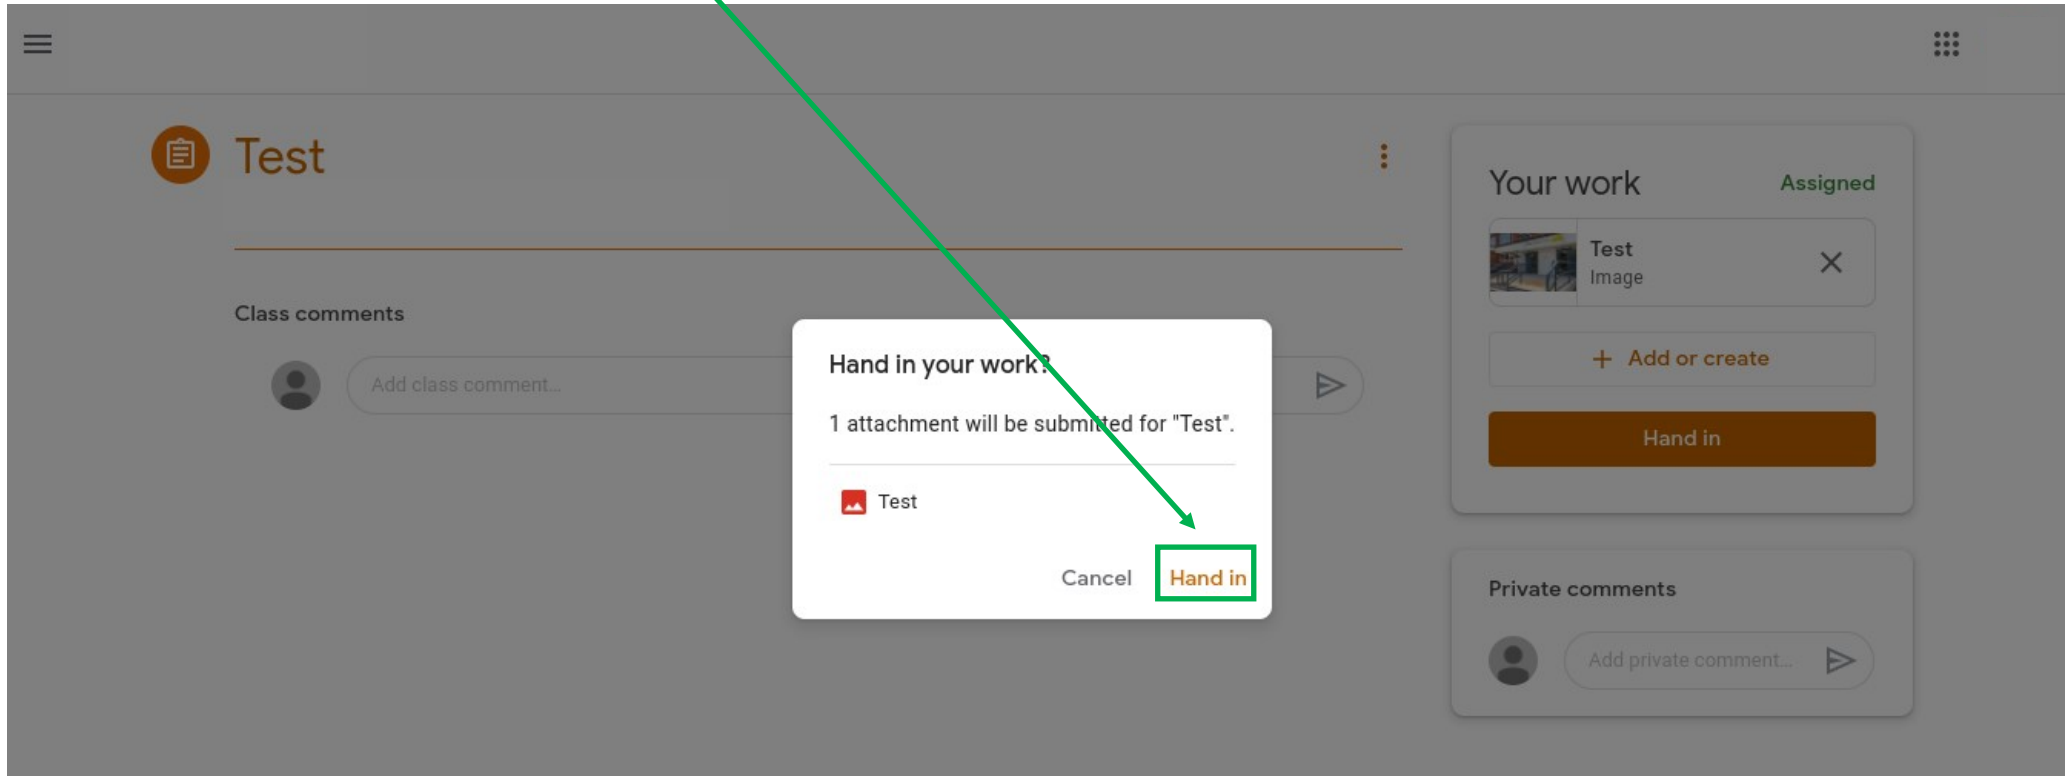 Test
Class comments
Add class comment...
Hand in your work?
1 attachment will be submitted for "Test".
Test
Cancel
Hand in
Your work
Assigned
Test
Image
+ Add or create
Hand in
Private comments
Add private comment...